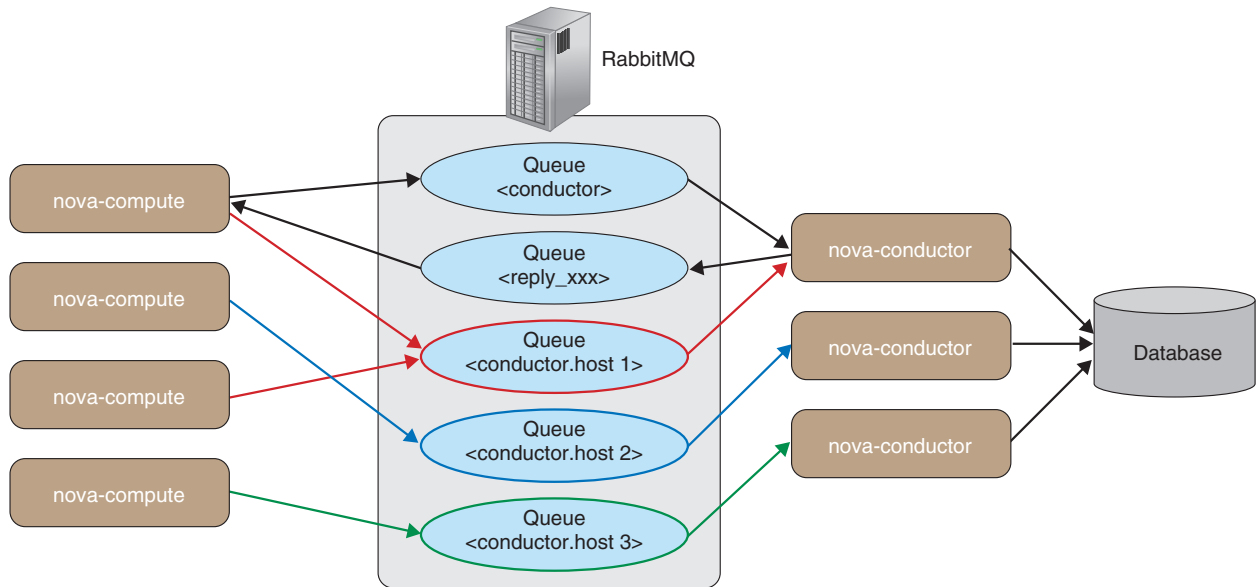 RabbitMQ
Queue
<conductor>
Queue
<reply_xxx>
Queue
<conductor.host 1>
Queue
<conductor.host 2>
Queue
<conductor.host 3>
nova-compute
nova-compute
nova-compute
nova-compute
nova-conductor
nova-conductor
nova-conductor
Database